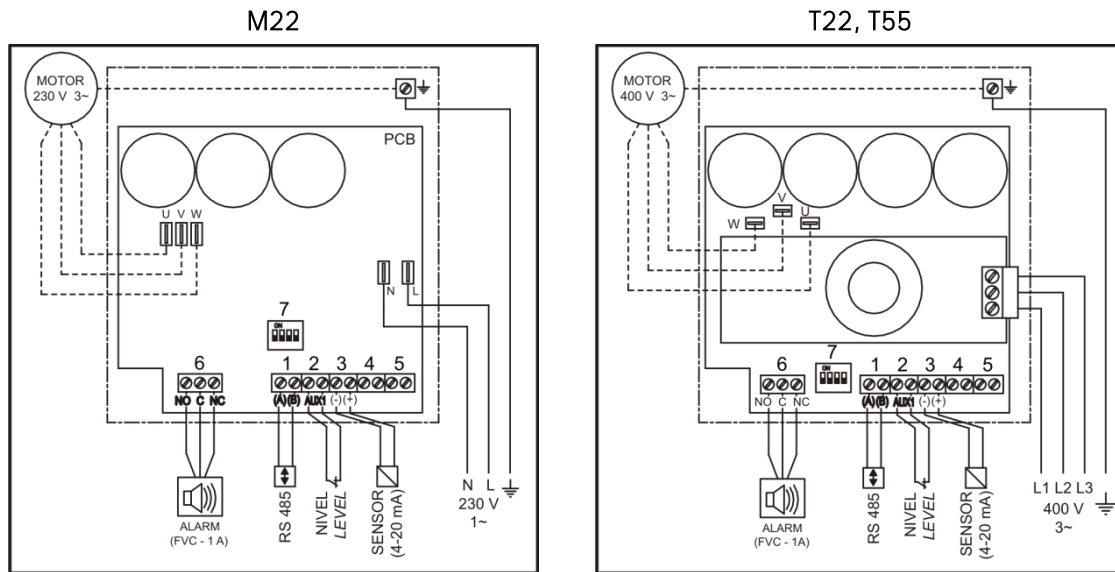 M22
MOTOR
230 V 3~
PCB
U V W
N L
7
ON
6
1 2 3 4 5
NO C NC
(A) (B) AUX1 (-) (+)
ALARM
(FVC - 1 A)
RS 485
NIVEL
LEVEL
SENSOR
(4-20 mA)
N L
230 V
1~
T22, T55
MOTOR
400 V 3~
V
W U
7
ON
6
1 2 3 4 5
NO C NC
(A) (B) AUX1 (-) (+)
ALARM
(FVC - 1A)
RS 485
NIVEL
LEVEL
SENSOR
(4-20 mA)
L1 L2 L3
400 V
3~